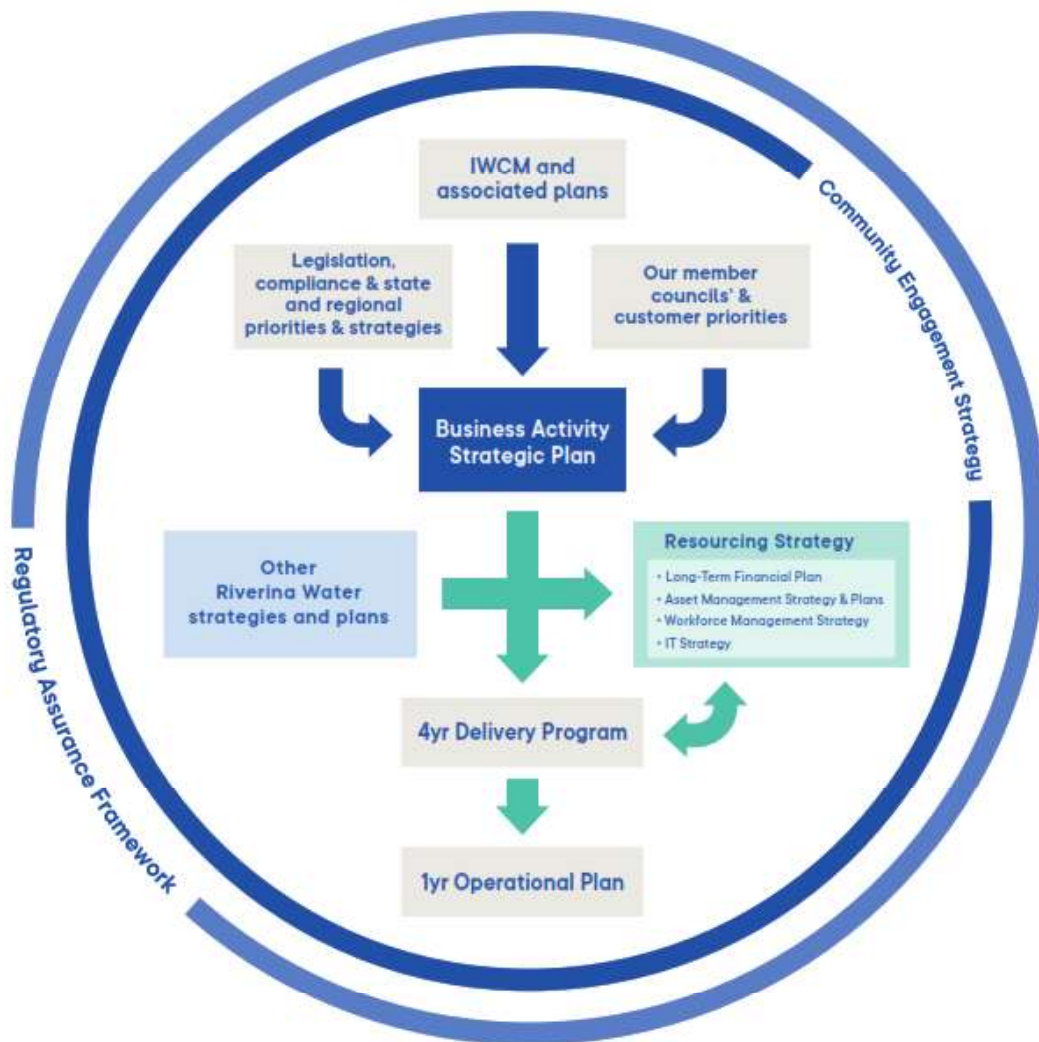 IWCM and
associated plans
Legislation,
compliance & state
and regional
priorities & strategies
Our member
councils' &
customer priorities
Community Engagement Strategy
Business Activity
Strategic Plan
Other
Riverina Water
strategies and plans
Resourcing Strategy
• Long-Term Financial Plan
• Asset Management Strategy & Plans
• Workforce Management Strategy
• IT Strategy
Regulatory Assurance Framework
4yr Delivery Program
1yr Operational Plan